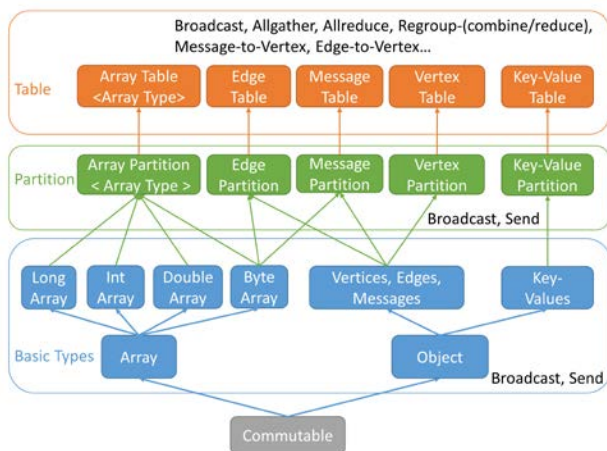 Broadcast, Allgather, Allreduce, Regroup-(combine/reduce),
Message-to-Vertex, Edge-to-Vertex...
Table
Array Table
<Array Type>
Edge
Table
Message
Table
Vertex
Table
Key-Value
Table
Partition
Array Partition
< Array Type >
Edge
Partition
Message
Partition
Vertex
Partition
Key-Value
Partition
Broadcast, Send
Long
Array
Int
Array
Double
Array
Byte
Array
Vertices, Edges,
Messages
Key-
Values
Basic Types
Array
Object
Broadcast, Send
Commutable